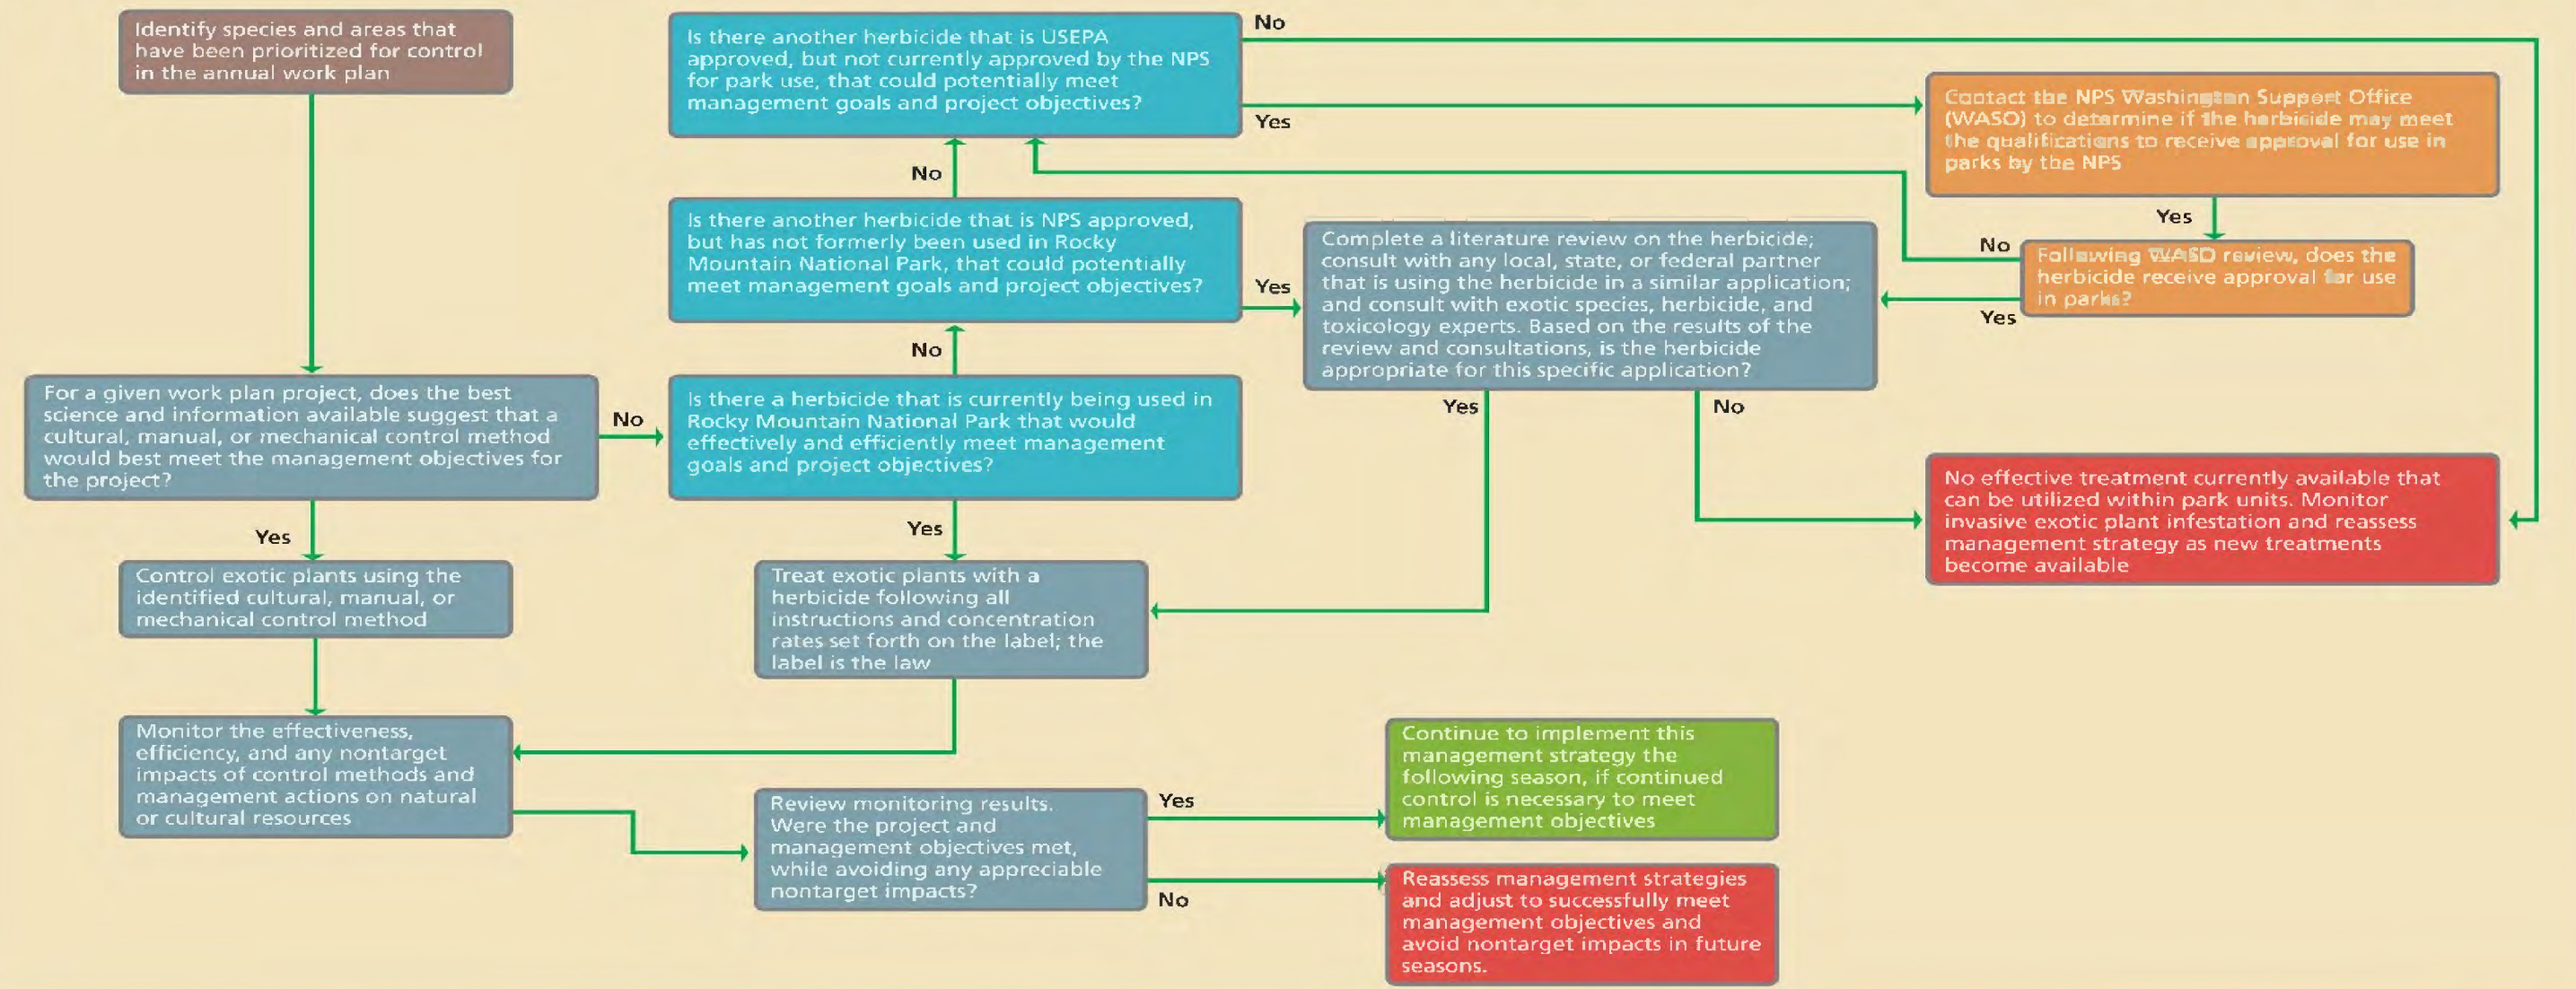 Identify species and areas that
have been prioritized for control
in the annual work plan
For a given work plan project, does the best
science and information available suggest that a
cultural, manual, or mechanical control method
would best meet the management objectives for
the project?
No
Yes
Control exotic plants using the
identified cultural, manual, or
mechanical control method
Monitor the effectiveness,
efficiency, and any nontarget
impacts of control methods and
management actions on natural
or cultural resources
Is there another herbicide that is USEPA
approved, but not currently approved by the NPS
for park use, that could potentially meet
management goals and project objectives?
No
Yes
No
Is there another herbicide that is NPS approved,
but has not formerly been used in Rocky
Mountain National Park, that could potentially
meet management goals and project objectives?
Yes
No
Is there a herbicide that is currently being used in
Rocky Mountain National Park that would
effectively and efficiently meet management
goals and project objectives?
Yes
Treat exotic plants with a
herbicide following all
instructions and concentration
rates set forth on the label; the
label is the law
Review monitoring results.
Were the project and
management objectives met,
while avoiding any appreciable
nontarget impacts?
Yes
No
Complete a literature review on the herbicide;
consult with any local, state, or federal partner
that is using the herbicide in a similar application;
and consult with exotic species, herbicide, and
toxicology experts. Based on the results of the
review and consultations, is the herbicide
appropriate for this specific application?
Yes
No
Contact the NPS Washington Support Office
(WASO) to determine if the herbicide may meet
the qualifications to receive approval for use in
parks by the NPS
Yes
No
Following WASO review, does the
herbicide receive approval for use
in parks?
Yes
No effective treatment currently available that
can be utilized within park units. Monitor
invasive exotic plant infestation and reassess
management strategy as new treatments
become available
Continue to implement this
management strategy the
following season, if continued
control is necessary to meet
management objectives
Reassess management strategies
and adjust to successfully meet
management objectives and
avoid nontarget impacts in future
seasons.